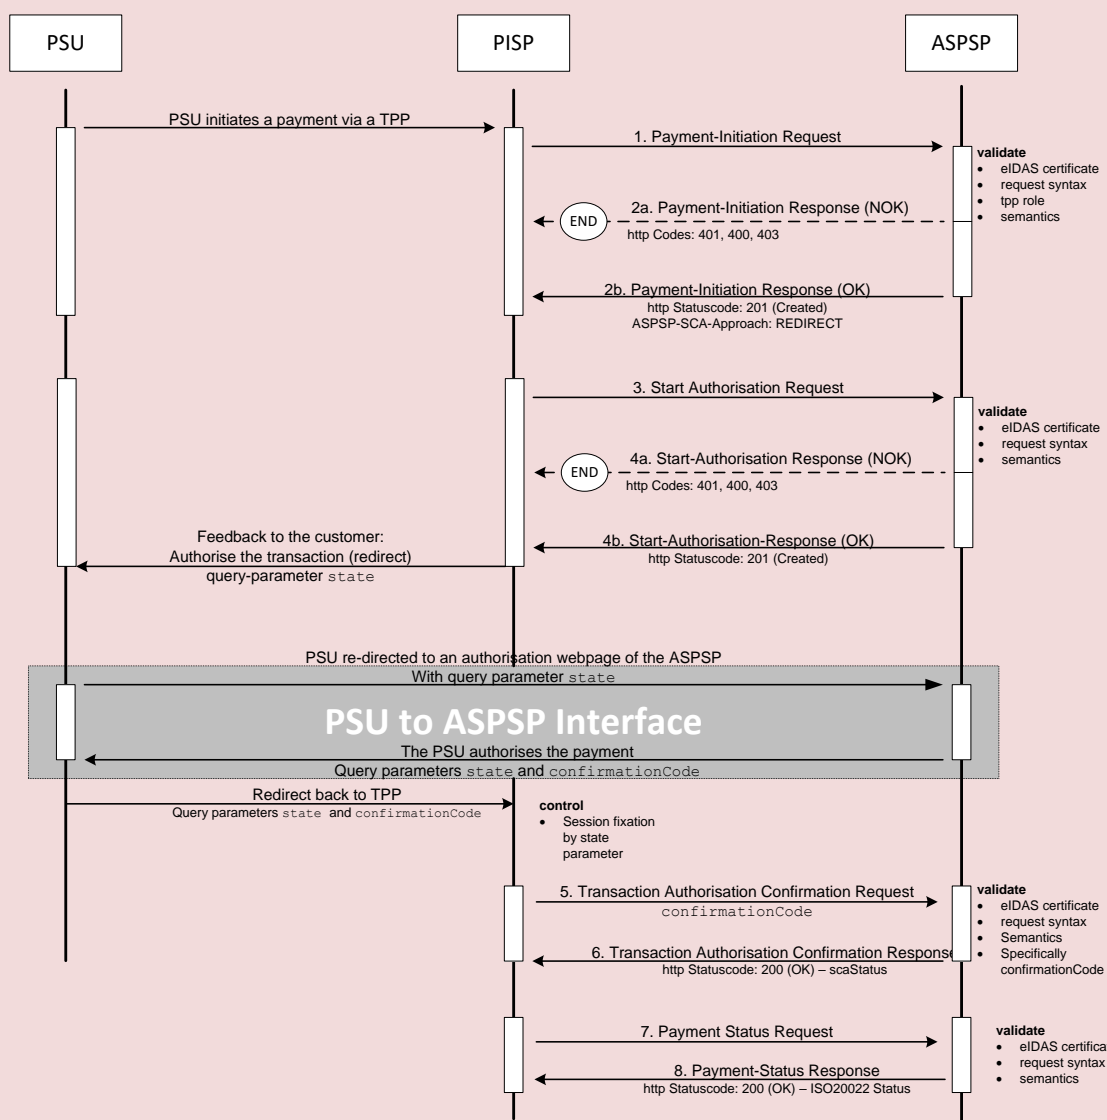 PSU
PISP
ASPSP
PSU initiates a payment via a TPP
1. Payment-Initiation Request
validate
• eIDAS certificate
• request syntax
• tpp role
• semantics
2a. Payment-Initiation Response (NOK)
END
http Codes: 401, 400, 403
2b. Payment-Initiation Response (OK)
http Statuscode: 201 (Created)
ASPSP-SCA-Approach: REDIRECT
3. Start Authorisation Request
validate
• eIDAS certificate
• request syntax
• semantics
4a. Start-Authorisation Response (NOK)
END
http Codes: 401, 400, 403
Feedback to the customer:
Authorise the transaction (redirect)
query-parameter state
4b. Start-Authorisation-Response (OK)
http Statuscode: 201 (Created)
PSU re-directed to an authorisation webpage of the ASPSP
With query parameter state
PSU to ASPSP Interface
The PSU authorises the payment
Query parameters state and confirmationCode
Redirect back to TPP
Query parameters state and confirmationCode
control
• Session fixation
by state
parameter
5. Transaction Authorisation Confirmation Request
confirmationCode
validate
• eIDAS certificate
• request syntax
• Semantics
• Specifically
confirmationCode
6. Transaction Authorisation Confirmation Response
http Statuscode: 200 (OK) – scaStatus
7. Payment Status Request
validate
• eIDAS certifica
• request syntax
• semantics
8. Payment-Status Response
http Statuscode: 200 (OK) – ISO20022 Status